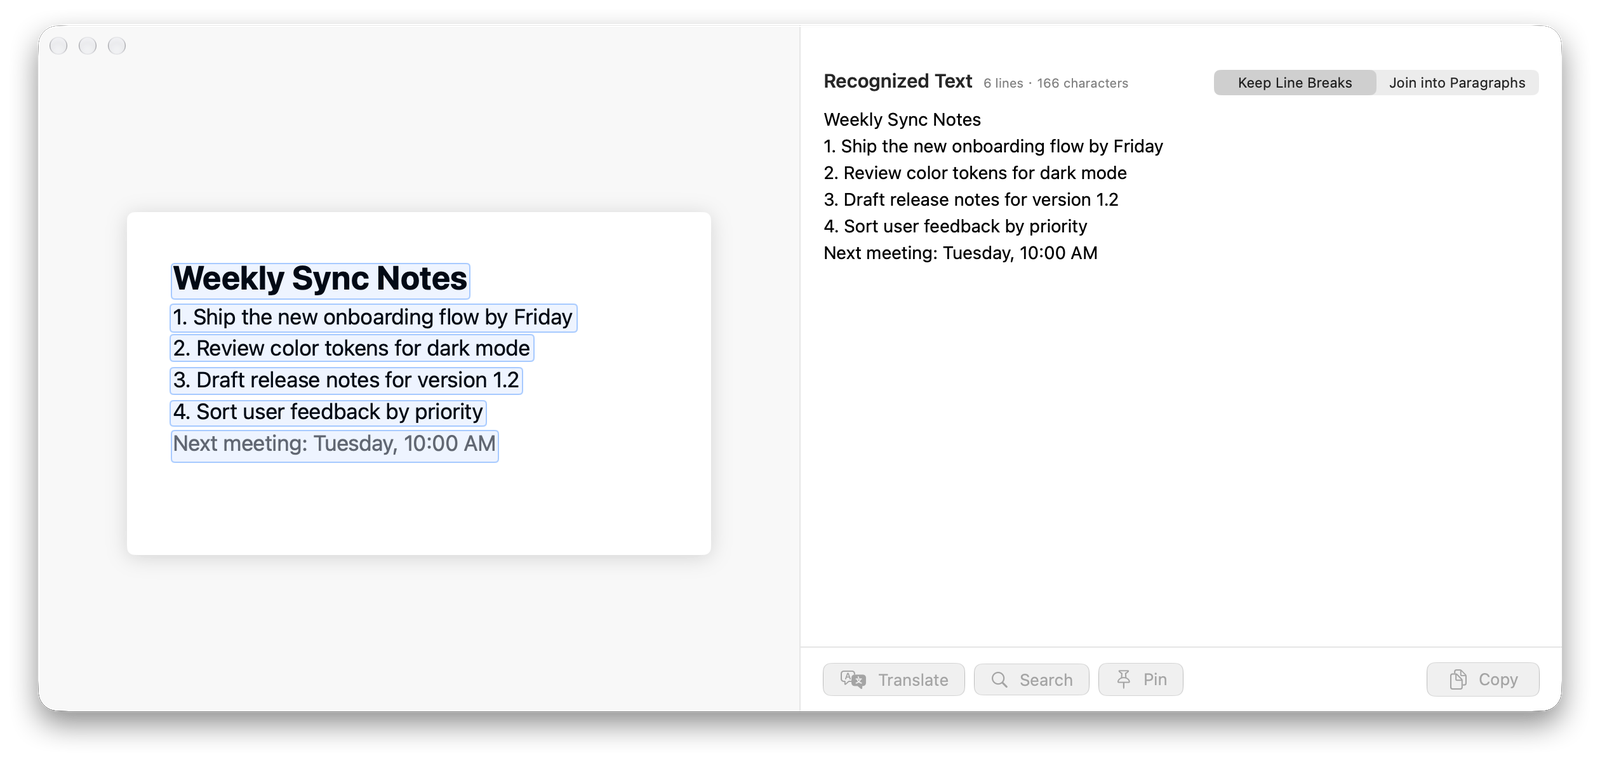 Weekly Sync Notes
1. Ship the new onboarding flow by Friday
2. Review color tokens for dark mode
3. Draft release notes for version 1.2
4. Sort user feedback by priority
Next meeting: Tuesday, 10:00 AM
Recognized Text 6 lines · 166 characters
Keep Line Breaks Join into Paragraphs
Weekly Sync Notes
1. Ship the new onboarding flow by Friday
2. Review color tokens for dark mode
3. Draft release notes for version 1.2
4. Sort user feedback by priority
Next meeting: Tuesday, 10:00 AM
Translate Search Pin Copy